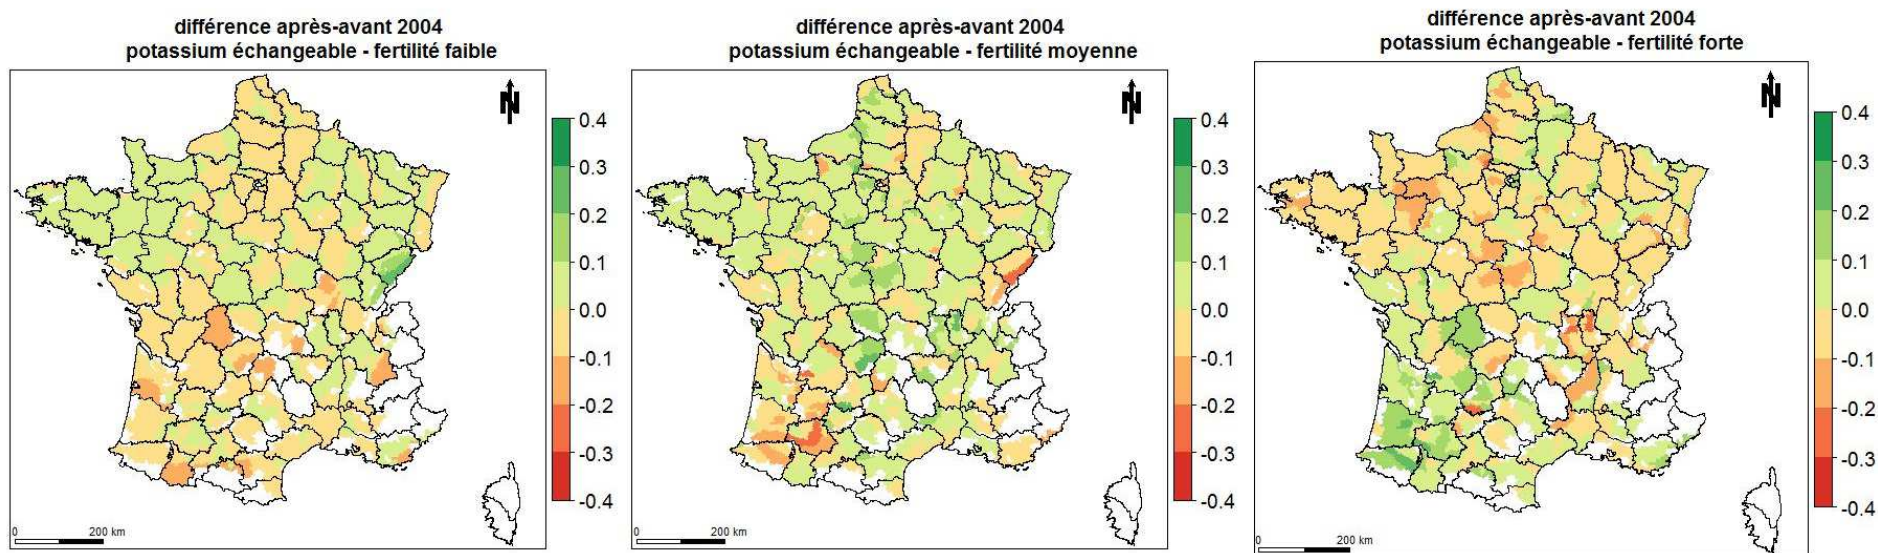 différence après-avant 2004
potassium échangeable - fertilité faible
N
0.4
0.3
0.2
0.1
0.0
-0.1
-0.2
-0.3
-0.4
0
200 km
différence après-avant 2004
potassium échangeable - fertilité moyenne
N
0.4
0.3
0.2
0.1
0.0
-0.1
-0.2
-0.3
-0.4
0
200 km
différence après-avant 2004
potassium échangeable - fertilité forte
N
0.4
0.3
0.2
0.1
0.0
-0.1
-0.2
-0.3
-0.4
0
200 km